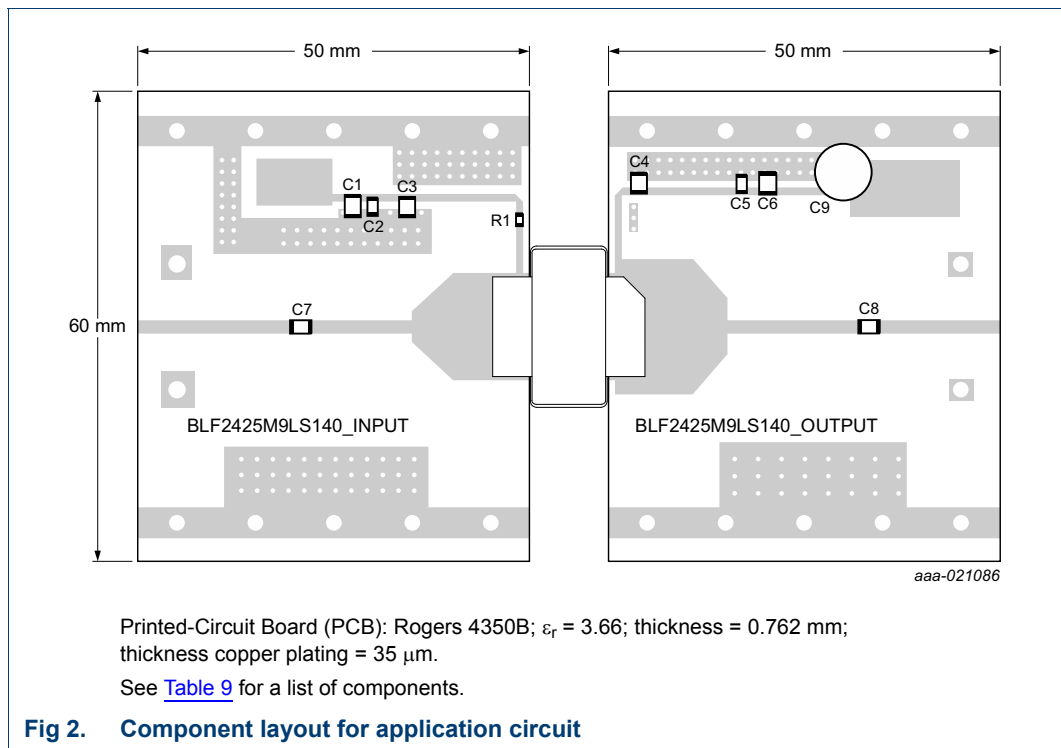 50 mm
50 mm
C1
C3
C2
R1
C4
C5
C6
C9
60 mm
C7
C8
BLF2425M9LS140_INPUT
BLF2425M9LS140_OUTPUT
aaa-021086
Printed-Circuit Board (PCB): Rogers 4350B; εr = 3.66; thickness = 0.762 mm;
thickness copper plating = 35 μm.
See Table 9 for a list of components.
Fig 2. Component layout for application circuit